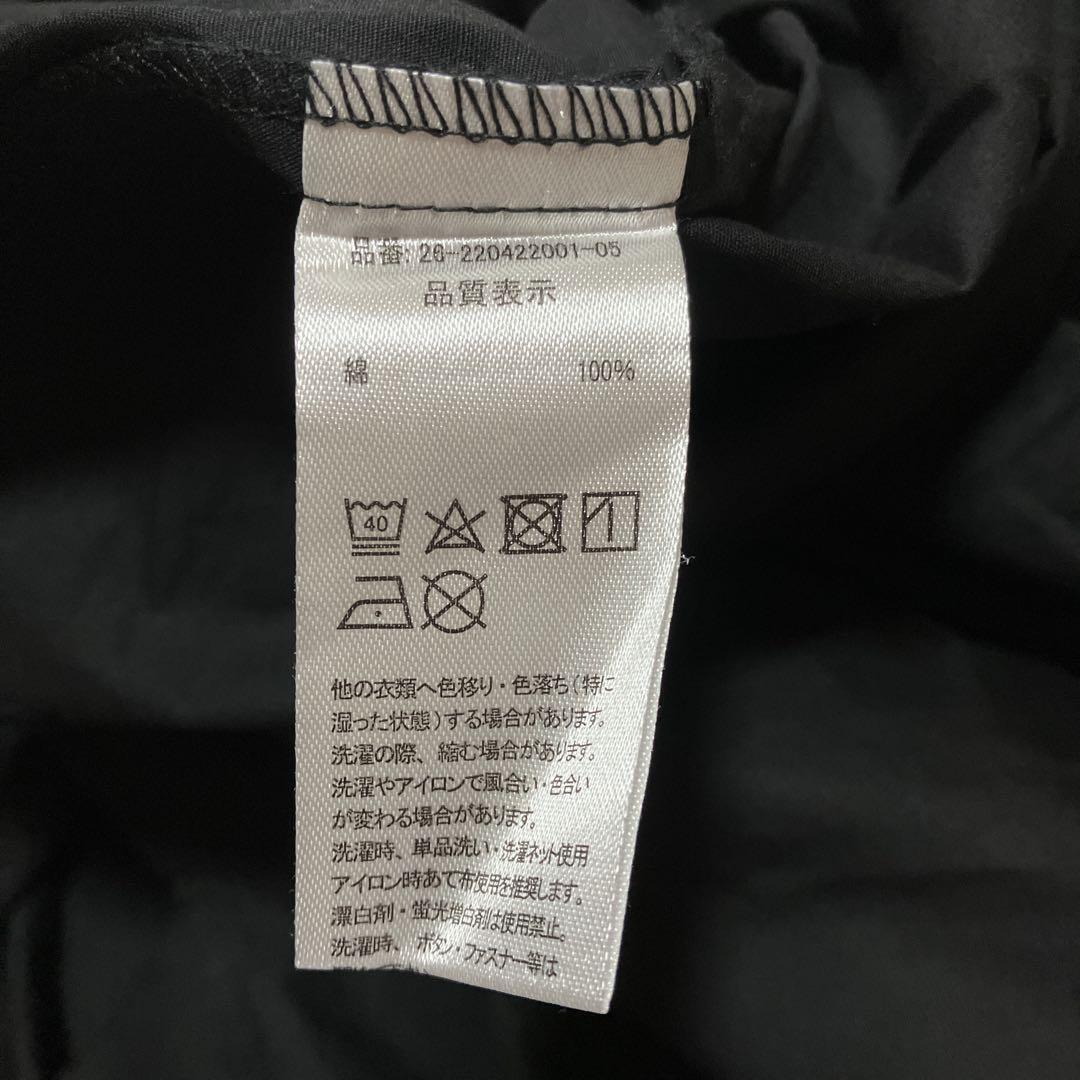 品番: 26-220422001-05
品質表示
綿 100%
40
他の衣類へ色移り・色落ち(特に
湿った状態)する場合があります。
洗濯の際、縮む場合があります。
洗濯やアイロンで風合い・色合い
が変わる場合があります。
洗濯時、単品洗い・洗濯ネット使用
アイロン時あて布使用を推奨します。
漂白剤・蛍光増白剤は使用禁止。
洗濯時、ボタン・ファスナー等は